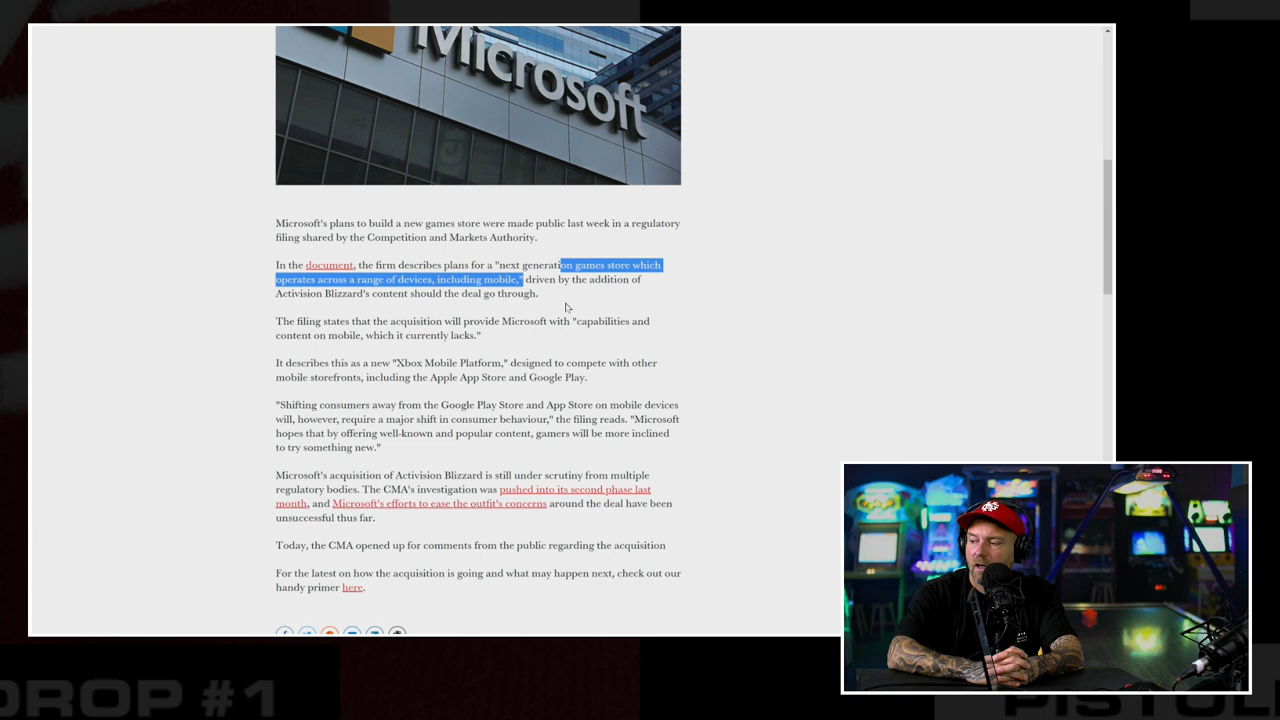 Microsoft
Microsoft's plans to build a new games store were made public last week in a regulatory
filing shared by the Competition and Markets Authority.
In the document, the firm describes plans for a "next generation games store which
operates across a range of devices, including mobile," driven by the addition of
Activision Blizzard's content should the deal go through.
The filing states that the acquisition will provide Microsoft with "capabilities and
content on mobile, which it currently lacks."
It describes this as a new "Xbox Mobile Platform," designed to compete with other
mobile storefronts, including the Apple App Store and Google Play.
"Shifting consumers away from the Google Play Store and App Store on mobile devices
will, however, require a major shift in consumer behaviour," the filing reads. "Microsoft
hopes that by offering well-known and popular content, gamers will be more inclined
to try something new."
Microsoft's acquisition of Activision Blizzard is still under scrutiny from multiple
regulatory bodies. The CMA's investigation was pushed into its second phase last
month, and Microsoft's efforts to ease the outfit's concerns around the deal have been
unsuccessful thus far.
Today, the CMA opened up for comments from the public regarding the acquisition
For the latest on how the acquisition is going and what may happen next, check out our
handy primer here.
DROP #1
PISTOL